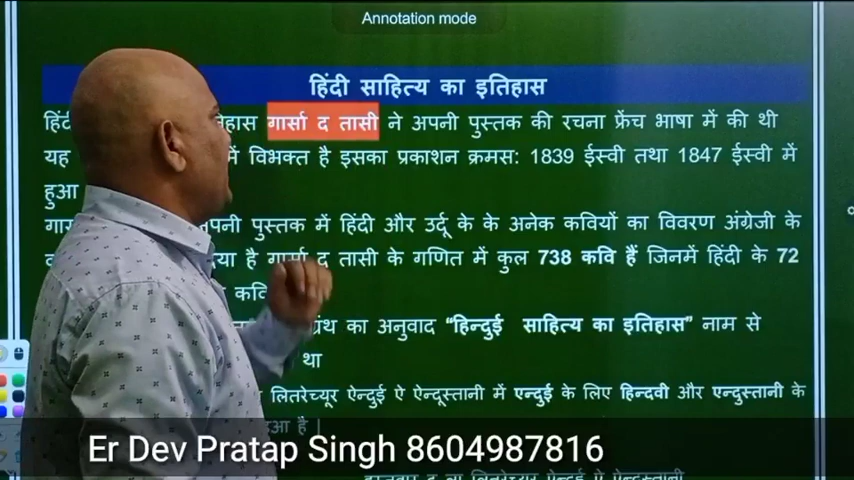 Annotation mode
हिंदी साहित्य का इतिहास
गार्सा द तासी ने अपनी पुस्तक की रचना फ्रेंच भाषा में की थी
यह में विभक्त है इसका प्रकाशन क्रमस: 1839 ईस्वी तथा 1847 ईस्वी में
हुआ
पुस्तक में हिंदी और उर्दू के के अनेक कवियों का विवरण अंग्रेजी के
है गार्सा द तासी के गणित में कुल 738 कवि हैं जिनमें हिंदी के 72
का अनुवाद “हिन्दुई साहित्य का इतिहास” नाम से
था
लितरेच्यूर ऐन्दुई ऐ ऐन्दूस्तानी में एन्दुई के लिए हिन्दवी और एन्दुस्तानी के
है |
Er Dev Pratap Singh 8604987816